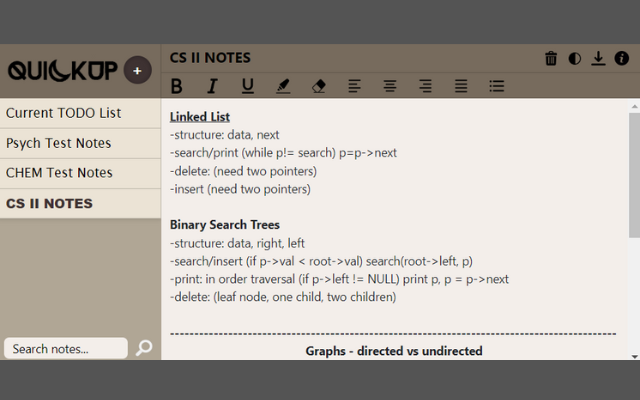 QUICKUP
+
Current TODO List
Psych Test Notes
CHEM Test Notes
CS II NOTES
Search notes...
CS II NOTES
B I U
Linked List
-structure: data, next
-search/print (while p!= search) p=p->next
-delete: (need two pointers)
-insert (need two pointers)
Binary Search Trees
-structure: data, right, left
-search/insert (if p->val < root->val) search(root->left, p)
-print: in order traversal (if p->left != NULL) print p, p = p->next
-delete: (leaf node, one child, two children)
--------------------------------------------------------------------------------------------
Graphs - directed vs undirected